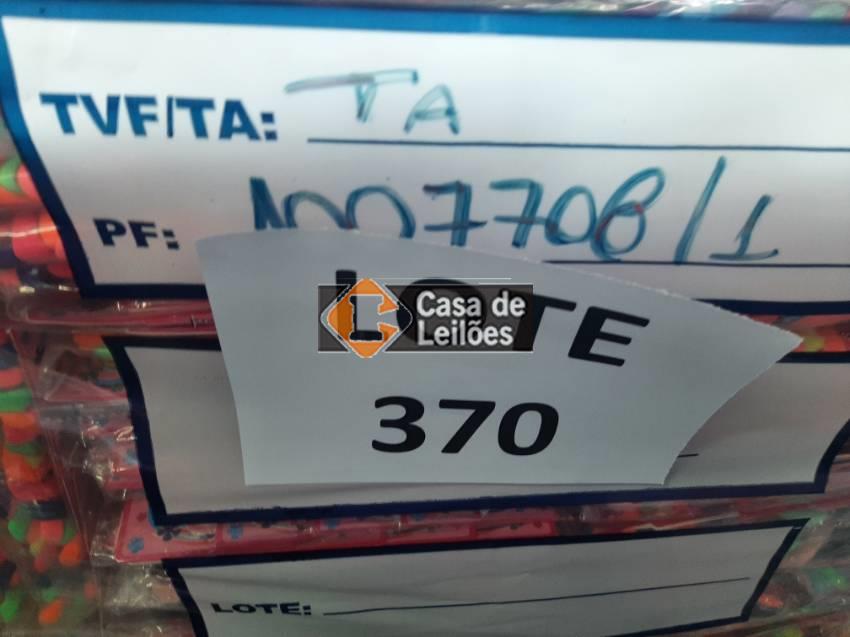 TVF/TA: TA
PF: 1007708/1
LOTE
Casa de
Leilões
370
LOTE: